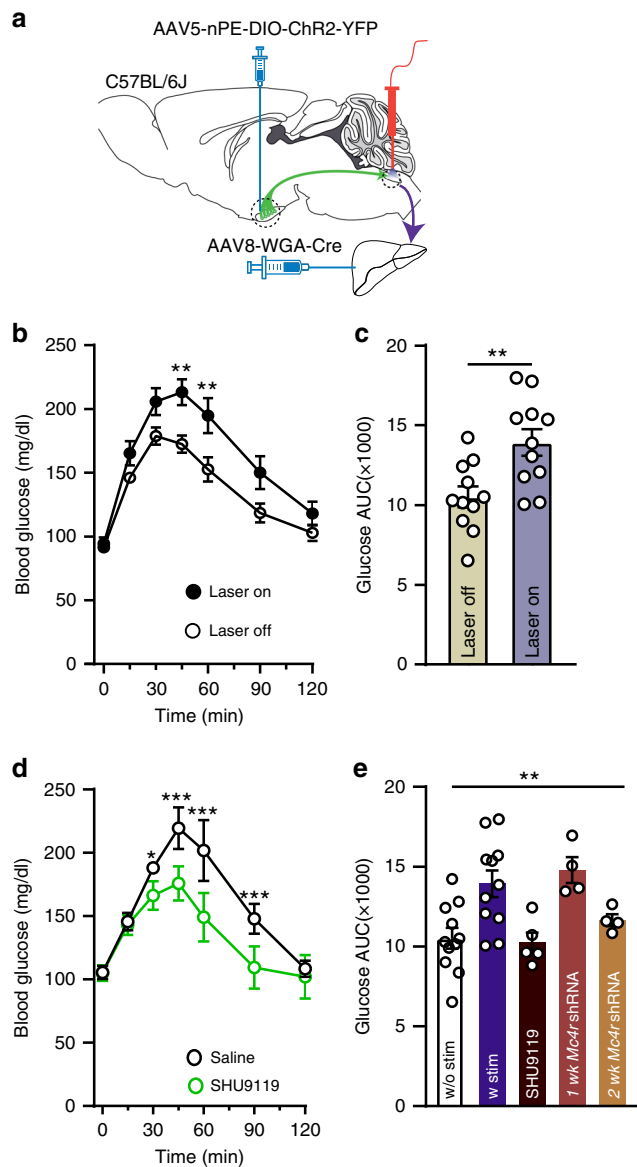 a
AAV5-nPE-DIO-ChR2-YFP
C57BL/6J
AAV8-WGA-Cre
b
250
200
150
100
50
0
Blood glucose (mg/dl)
** **
Laser on
Laser off
0 30 60 90 120
Time (min)
c
20
15
10
5
0
Glucose AUC(×1000)
**
Laser off
Laser on
d
250
200
150
100
50
0
Blood glucose (mg/dl)
* *** *** ***
Saline
SHU9119
0 30 60 90 120
Time (min)
e
20
15
10
5
0
Glucose AUC(×1000)
**
w/o stim
w stim
SHU9119
1 wk Mc4r shRNA
2 wk Mc4r shRNA